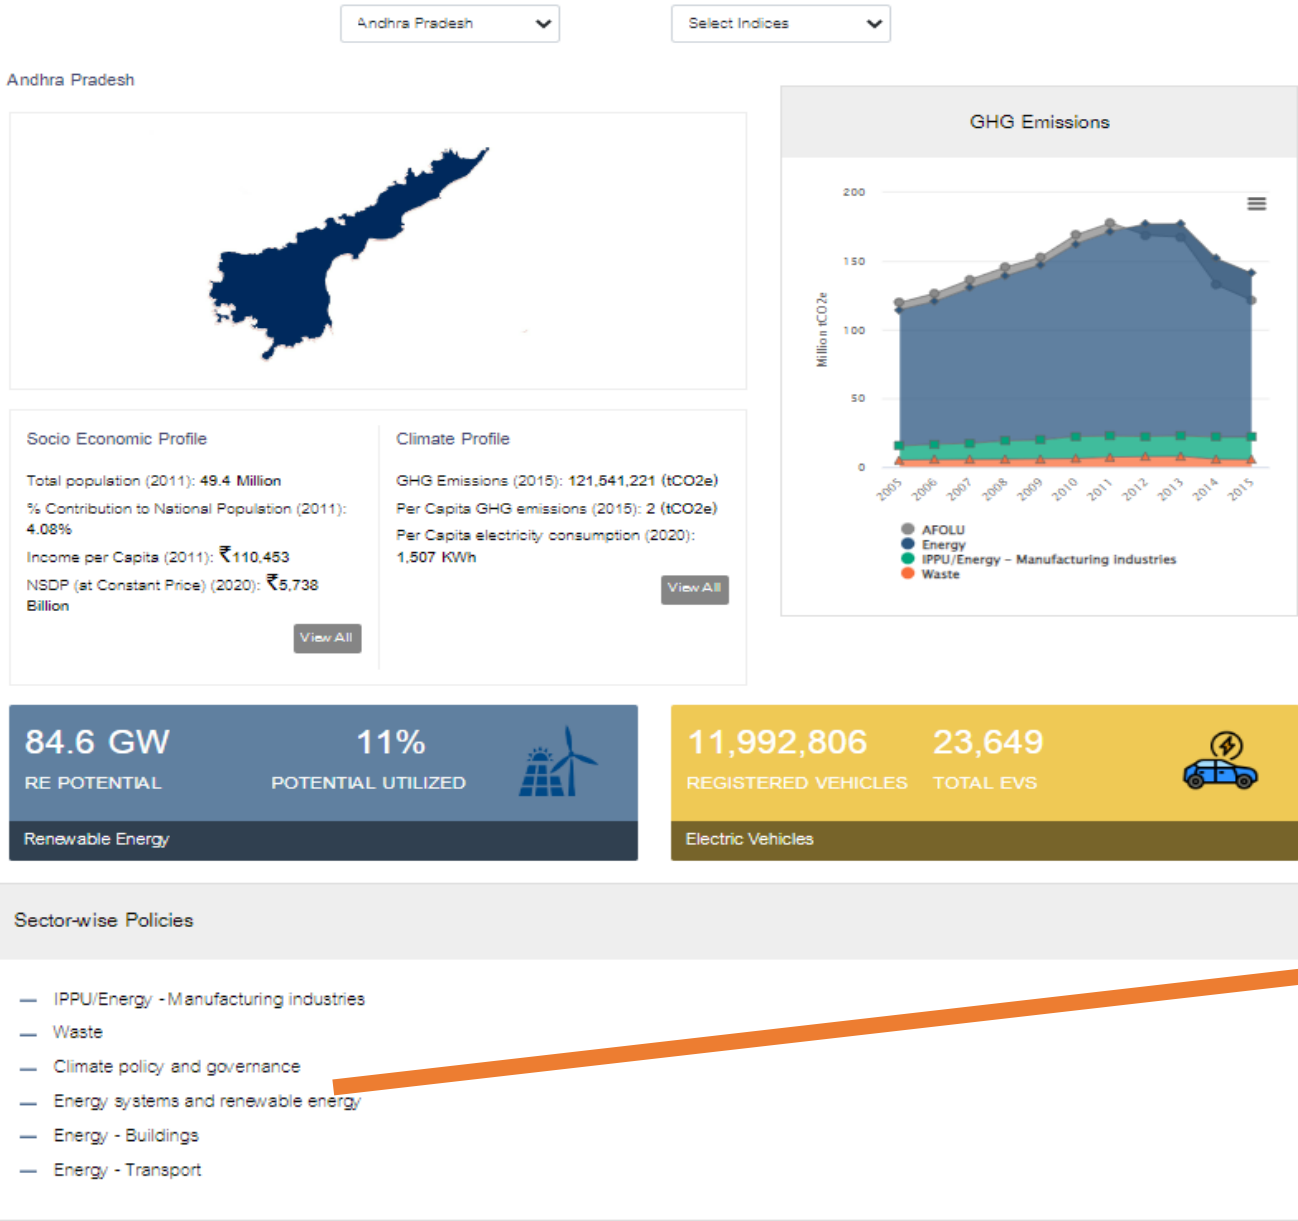 Andhra Pradesh
Select Indices
Andhra Pradesh
GHG Emissions
200
150
100
50
0
Million tCO2e
2005
2006
2007
2008
2009
2010
2011
2012
2013
2014
2015
AFOLU
Energy
IPPU/Energy – Manufacturing industries
Waste
Socio Economic Profile
Total population (2011): 49.4 Million
% Contribution to National Population (2011):
4.08%
Income per Capita (2011): ₹110,453
NSDP (at Constant Price) (2020): ₹5,738
Billion
View All
Climate Profile
GHG Emissions (2015): 121,541,221 (tCO2e)
Per Capita GHG emissions (2015): 2 (tCO2e)
Per Capita electricity consumption (2020):
1,507 KWh
View All
84.6 GW
RE POTENTIAL
11%
POTENTIAL UTILIZED
Renewable Energy
11,992,806
REGISTERED VEHICLES
23,649
TOTAL EVS
Electric Vehicles
Sector-wise Policies
— IPPU/Energy - Manufacturing industries
— Waste
— Climate policy and governance
— Energy systems and renewable energy
— Energy - Buildings
— Energy - Transport